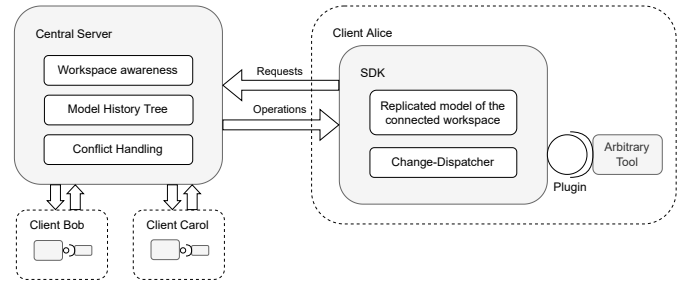 Central Server
Workspace awareness
Model History Tree
Conflict Handling
Client Bob
Client Carol
Requests
Operations
Client Alice
SDK
Replicated model of the
connected workspace
Change-Dispatcher
Plugin
Arbitrary
Tool